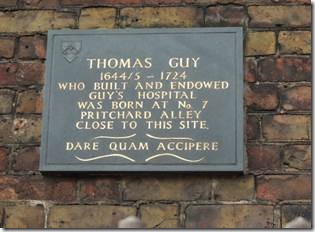 THOMAS GUY
1644/5 - 1724
WHO BUILT AND ENDOWED
GUY'S HOSPITAL
WAS BORN AT No. 7
PRITCHARD ALLEY
CLOSE TO THIS SITE.
DARE QUAM ACCIPERE